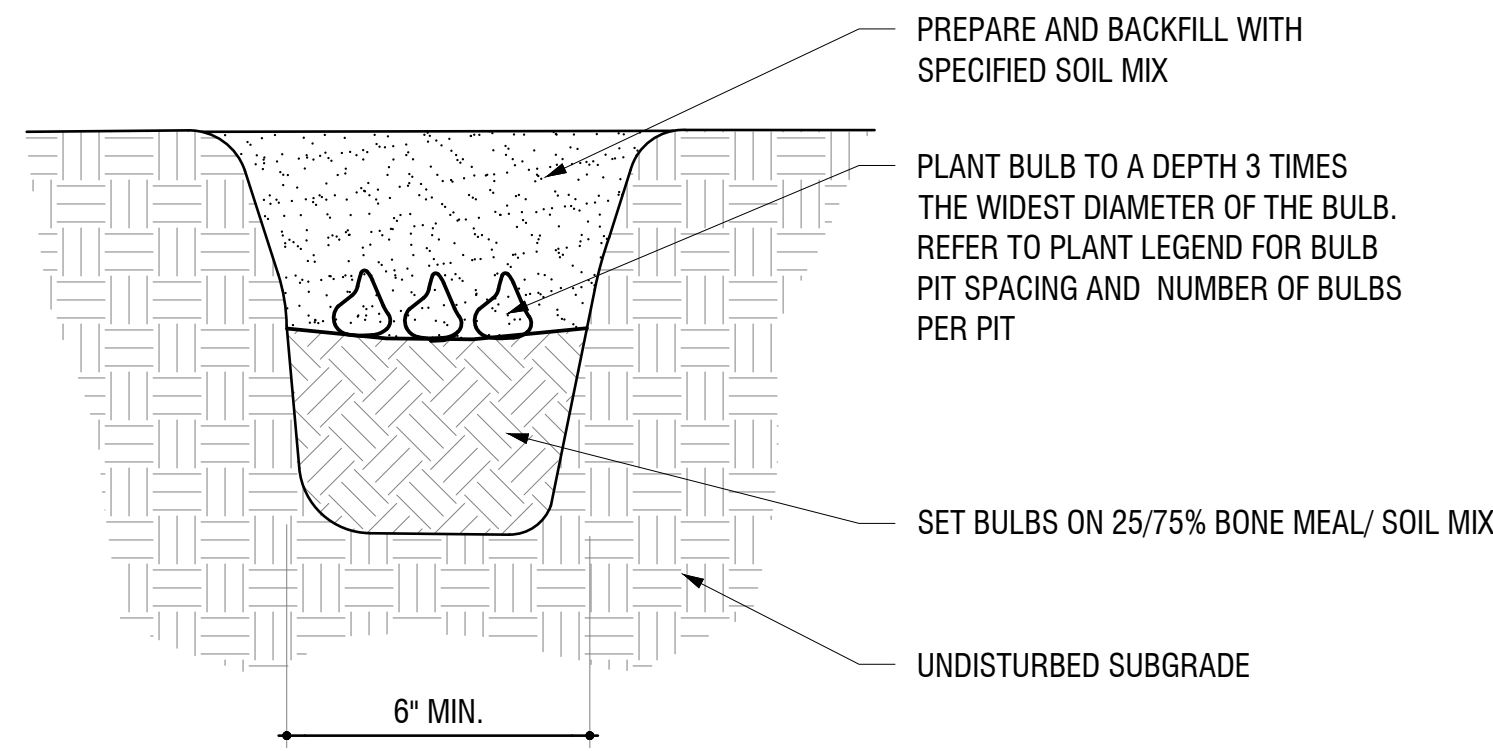 PREPARE AND BACKFILL WITH
SPECIFIED SOIL MIX
PLANT BULB TO A DEPTH 3 TIMES
THE WIDEST DIAMETER OF THE BULB.
REFER TO PLANT LEGEND FOR BULB
PIT SPACING AND NUMBER OF BULBS
PER PIT
SET BULBS ON 25/75% BONE MEAL/ SOIL MIX
UNDISTURBED SUBGRADE
6" MIN.